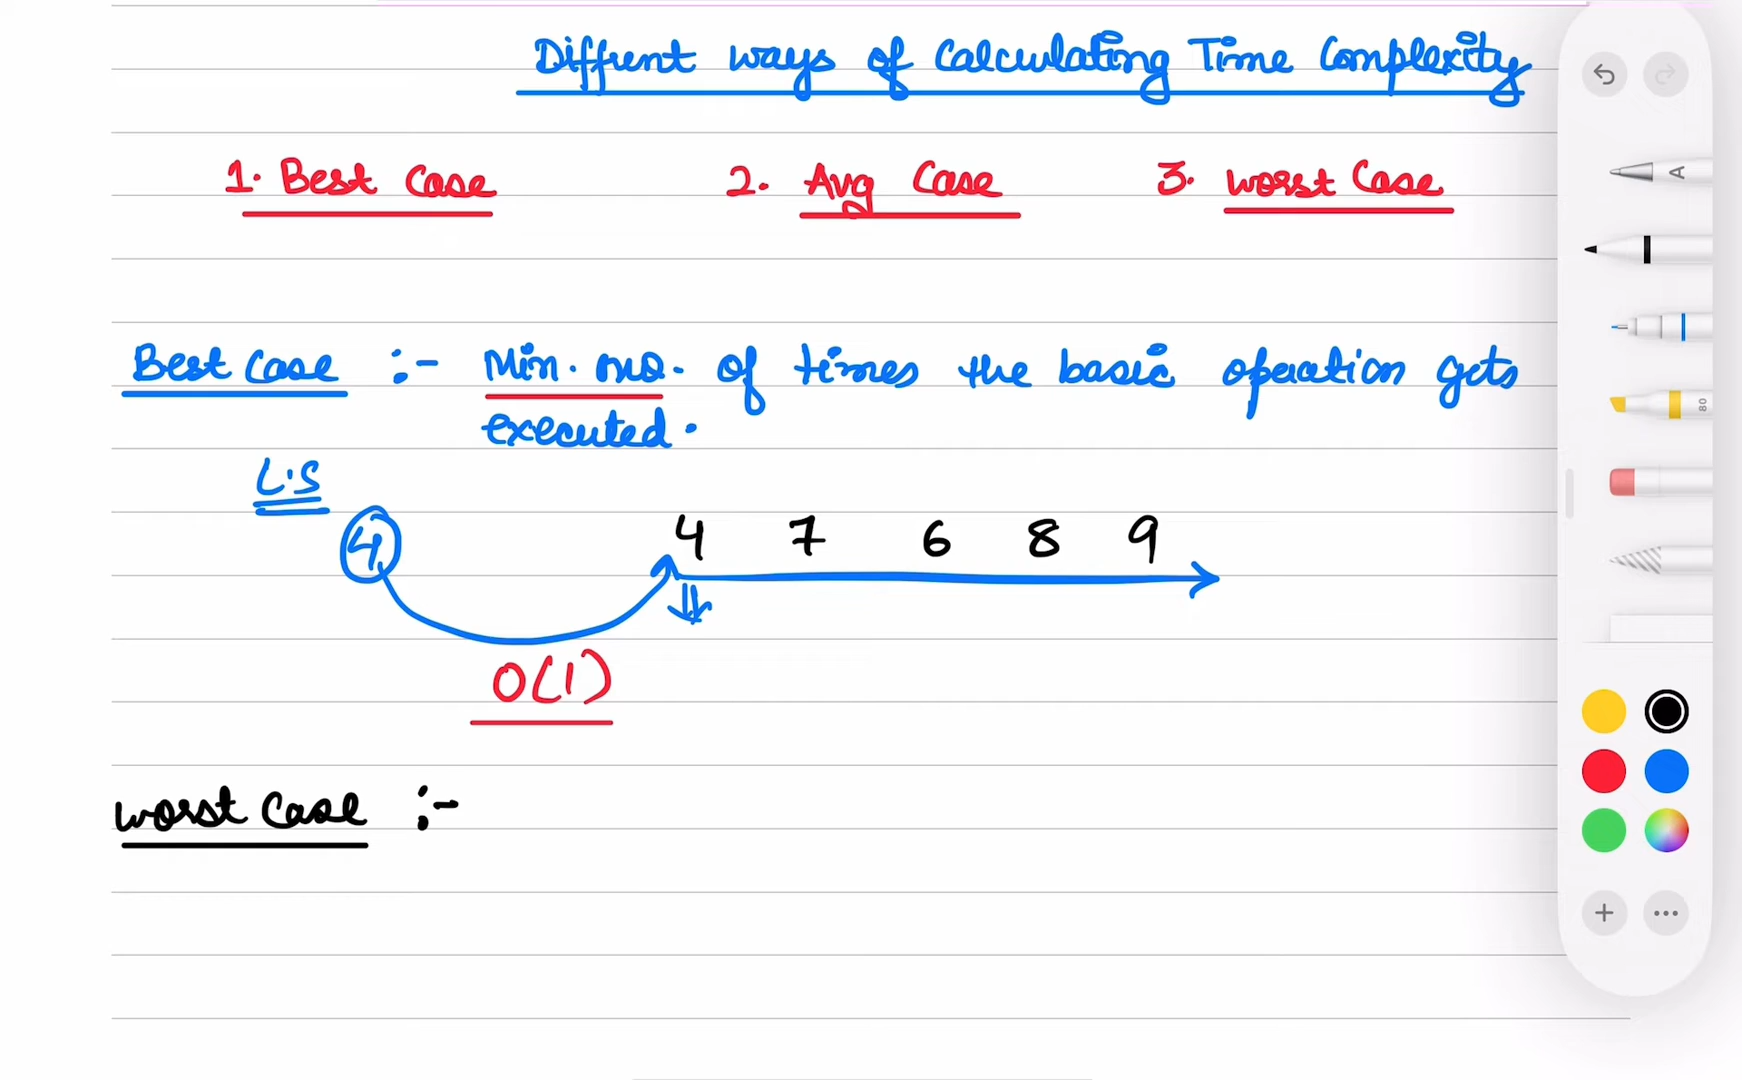 Diffrent ways of Calculating Time Complexity
1. Best Case 2. Avg Case 3. worst Case
Best Case :- Min. no. of times the basic operation gets
executed.
L.S
4 4 7 6 8 9
O(1)
worst Case :-
A
80